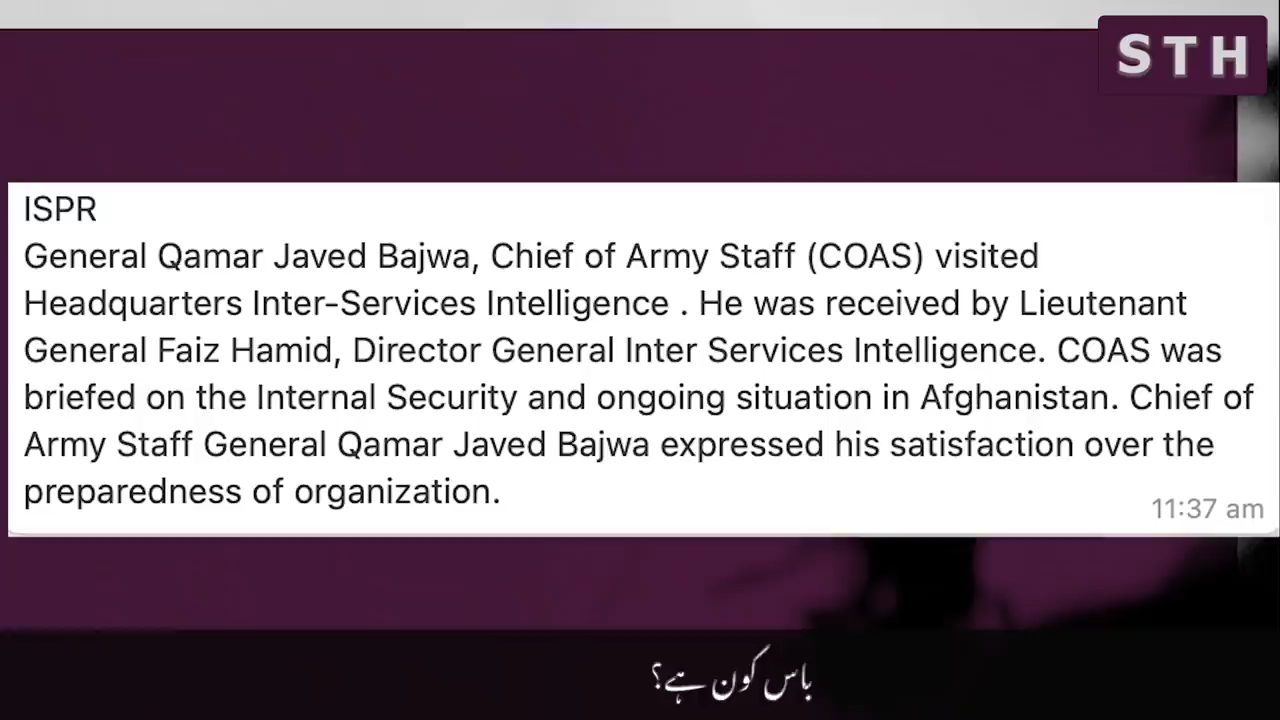 STH
ISPR
General Qamar Javed Bajwa, Chief of Army Staff (COAS) visited
Headquarters Inter-Services Intelligence . He was received by Lieutenant
General Faiz Hamid, Director General Inter Services Intelligence. COAS was
briefed on the Internal Security and ongoing situation in Afghanistan. Chief of
Army Staff General Qamar Javed Bajwa expressed his satisfaction over the
preparedness of organization.
11:37 am
باس کون ہے؟